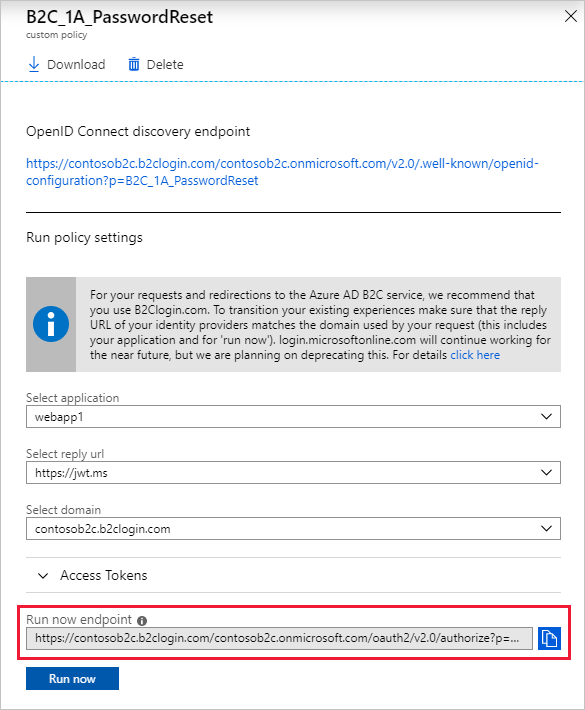 B2C_1A_PasswordReset
custom policy
Download Delete
OpenID Connect discovery endpoint
https://contosob2c.b2clogin.com/contosob2c.onmicrosoft.com/v2.0/.well-known/openid-
configuration?p=B2C_1A_PasswordReset
Run policy settings
For your requests and redirections to the Azure AD B2C service, we recommend that
you use B2Clogin.com. To transition your existing experiences make sure that the reply
URL of your identity providers matches the domain used by your request (this includes
your application and for 'run now'). login.microsoftonline.com will continue working for
the near future, but we are planning on deprecating this. For details click here
Select application
webapp1
Select reply url
https://jwt.ms
Select domain
contosob2c.b2clogin.com
Access Tokens
Run now endpoint
https://contosob2c.b2clogin.com/contosob2c.onmicrosoft.com/oauth2/v2.0/authorize?p=...
Run now